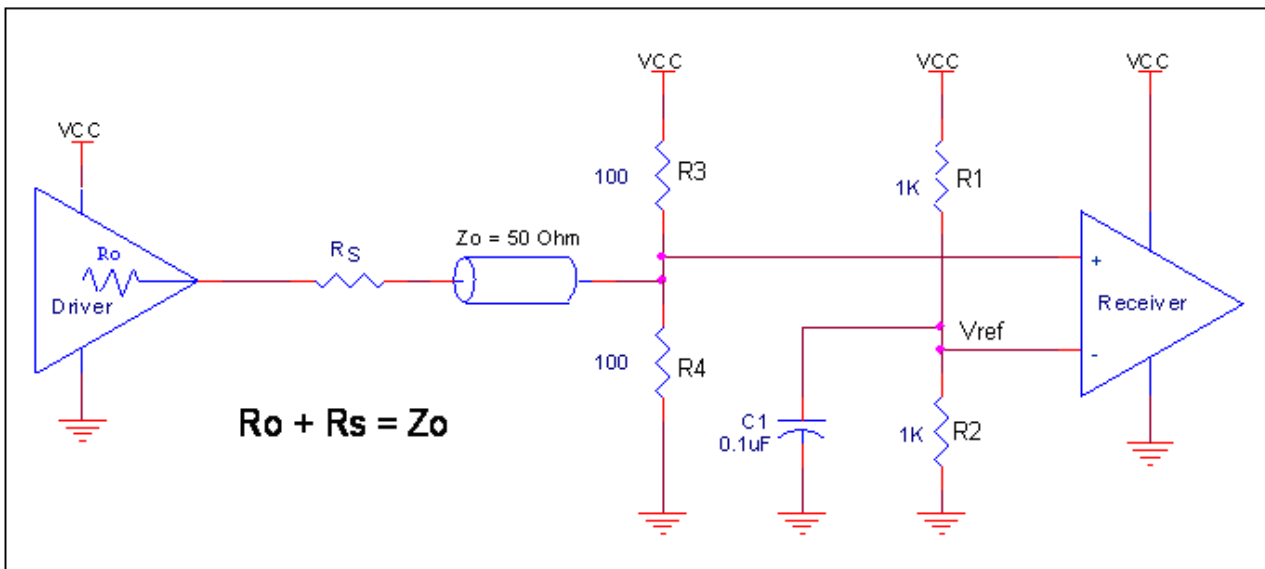 VCC
VCC
VCC
VCC
R3
100
R1
1K
Ro
Driver
RS
Zo = 50 Ohm
+
Receiver
Vref
-
R4
100
Ro + Rs = Zo
C1
0.1uF
R2
1K